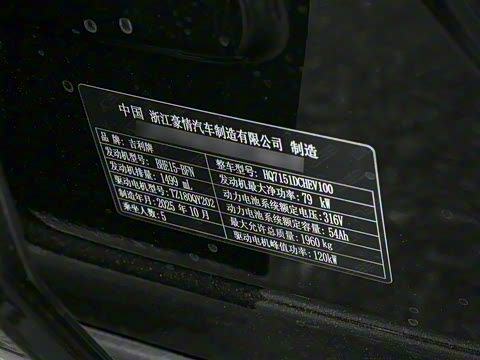 中国 浙江豪情汽车制造有限公司 制造
品牌:吉利牌 整车型号:HQ7151DCHEV100
发动机型号:BHE15-BFN 发动机最大净功率:79 kW
发动机排量:1499 mL 动力电池系统额定电压:316V
驱动电机型号:TZ180QY202 动力电池系统额定容量:54Ah
制造年月:2025 年 10 月 最大允许总质量:1960 kg
乘坐人数:5 驱动电机峰值功率:120kW